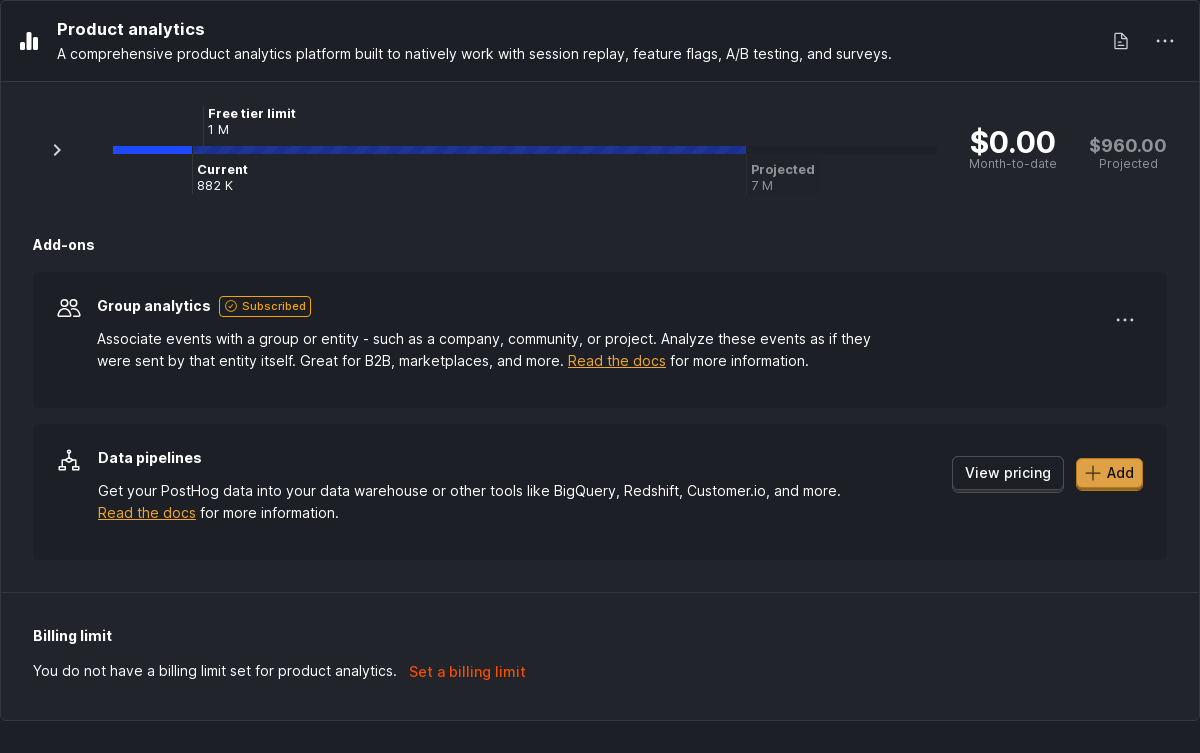 Product analytics
A comprehensive product analytics platform built to natively work with session replay, feature flags, A/B testing, and surveys.
Free tier limit
1 M
Current
882 K
Projected
7 M
$0.00
Month-to-date
$960.00
Projected
Add-ons
Group analytics Subscribed
Associate events with a group or entity - such as a company, community, or project. Analyze these events as if they
were sent by that entity itself. Great for B2B, marketplaces, and more. Read the docs for more information.
Data pipelines
Get your PostHog data into your data warehouse or other tools like BigQuery, Redshift, Customer.io, and more.
Read the docs for more information.
View pricing
Add
Billing limit
You do not have a billing limit set for product analytics. Set a billing limit